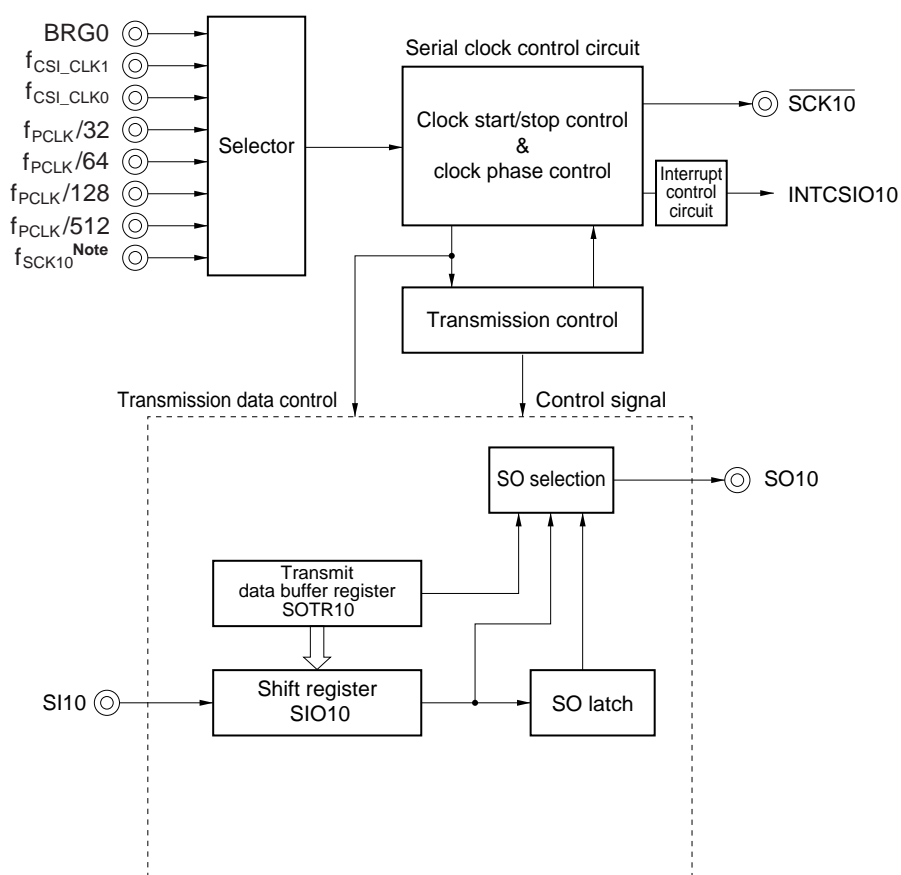 BRG0
fCSI_CLK1
fCSI_CLK0
fPCLK/32
fPCLK/64
fPCLK/128
fPCLK/512
fSCK10 Note
Selector
Serial clock control circuit
Clock start/stop control
&
clock phase control
SCK10
Interrupt
control
circuit
INTCSIO10
Transmission control
Transmission data control
Control signal
SO selection
SO10
Transmit
data buffer register
SOTR10
SI10
Shift register
SIO10
SO latch